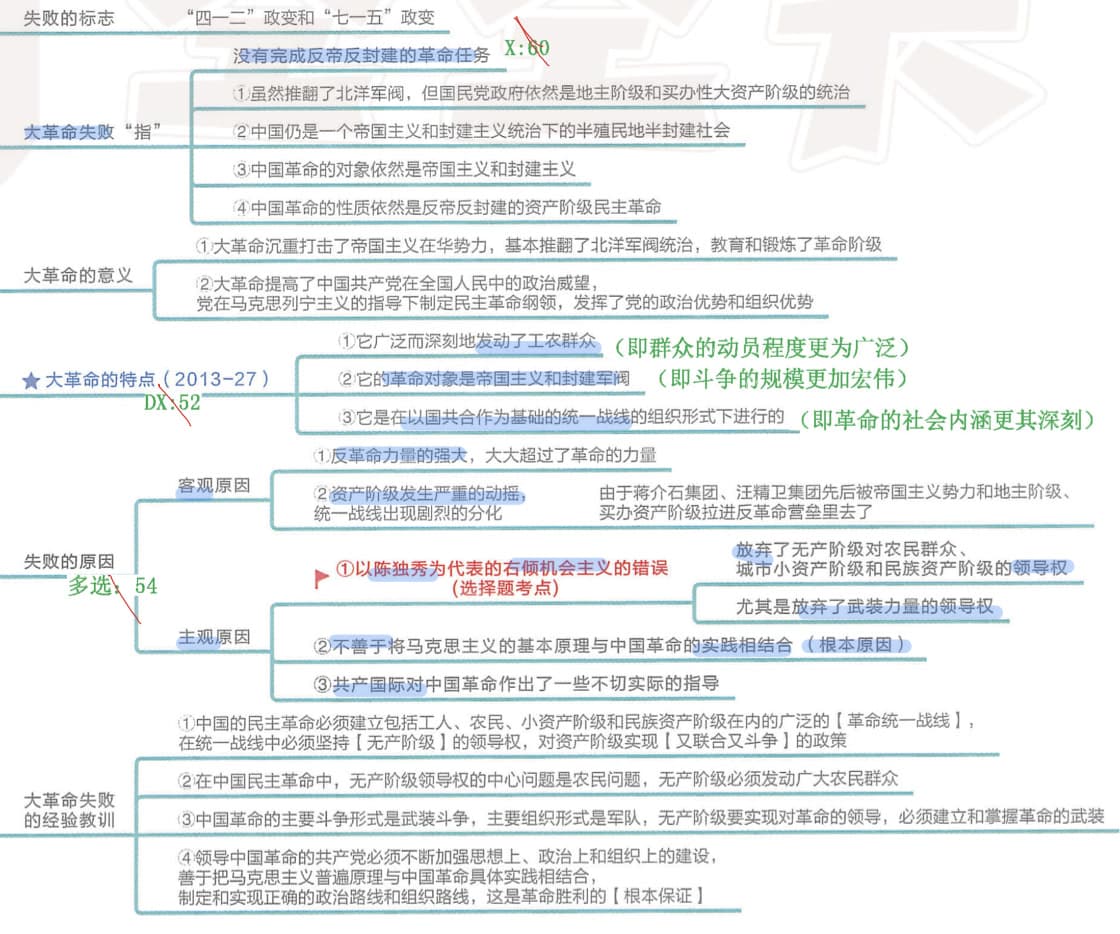 失败的标志
“四一二”政变和“七一五”政变
没有完成反帝反封建的革命任务
X:60
①虽然推翻了北洋军阀，但国民党政府依然是地主阶级和买办性大资产阶级的统治
大革命失败“指”
②中国仍是一个帝国主义和封建主义统治下的半殖民地半封建社会
③中国革命的对象依然是帝国主义和封建主义
④中国革命的性质依然是反帝反封建的资产阶级民主革命
大革命的意义
①大革命沉重打击了帝国主义在华势力，基本推翻了北洋军阀统治，教育和锻炼了革命阶级
②大革命提高了中国共产党在全国人民中的政治威望，
党在马克思列宁主义的指导下制定民主革命纲领，发挥了党的政治优势和组织优势
★大革命的特点（2013-27）
DX:52
①它广泛而深刻地发动了工农群众
（即群众的动员程度更为广泛）
②它的革命对象是帝国主义和封建军阀
（即斗争的规模更加宏伟）
③它是在以国共合作为基础的统一战线的组织形式下进行的
（即革命的社会内涵更其深刻）
失败的原因
多选：54
客观原因
①反革命力量的强大，大大超过了革命的力量
②资产阶级发生严重的动摇，
统一战线出现剧烈的分化
由于蒋介石集团、汪精卫集团先后被帝国主义势力和地主阶级、
买办资产阶级拉进反革命营垒里去了
主观原因
①以陈独秀为代表的右倾机会主义的错误
(选择题考点)
放弃了无产阶级对农民群众、
城市小资产阶级和民族资产阶级的领导权
尤其是放弃了武装力量的领导权
②不善于将马克思主义的基本原理与中国革命的实践相结合（根本原因）
③共产国际对中国革命作出了一些不切实际的指导
大革命失败
的经验教训
①中国的民主革命必须建立包括工人、农民、小资产阶级和民族资产阶级在内的广泛的【革命统一战线】，
在统一战线中必须坚持【无产阶级】的领导权，对资产阶级实现【又联合又斗争】的政策
②在中国民主革命中，无产阶级领导权的中心问题是农民问题，无产阶级必须发动广大农民群众
③中国革命的主要斗争形式是武装斗争，主要组织形式是军队，无产阶级要实现对革命的领导，必须建立和掌握革命的武装
④领导中国革命的共产党必须不断加强思想上、政治上和组织上的建设，
善于把马克思主义普遍原理与中国革命具体实践相结合，
制定和实现正确的政治路线和组织路线，这是革命胜利的【根本保证】